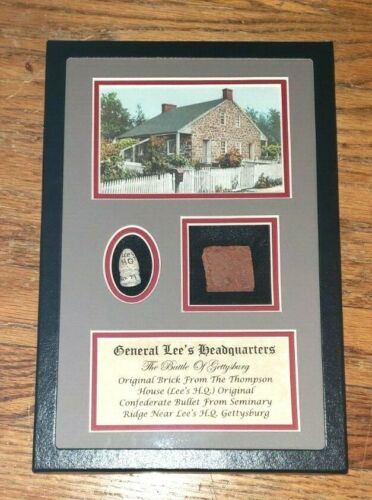 Lee's
H.Q
General Lee's Headquarters
The Battle Of Gettysburg
Original Brick From The Thompson
House (Lee's H.Q.) Original
Confederate Bullet From Seminary
Ridge Near Lee's H.Q. Gettysburg